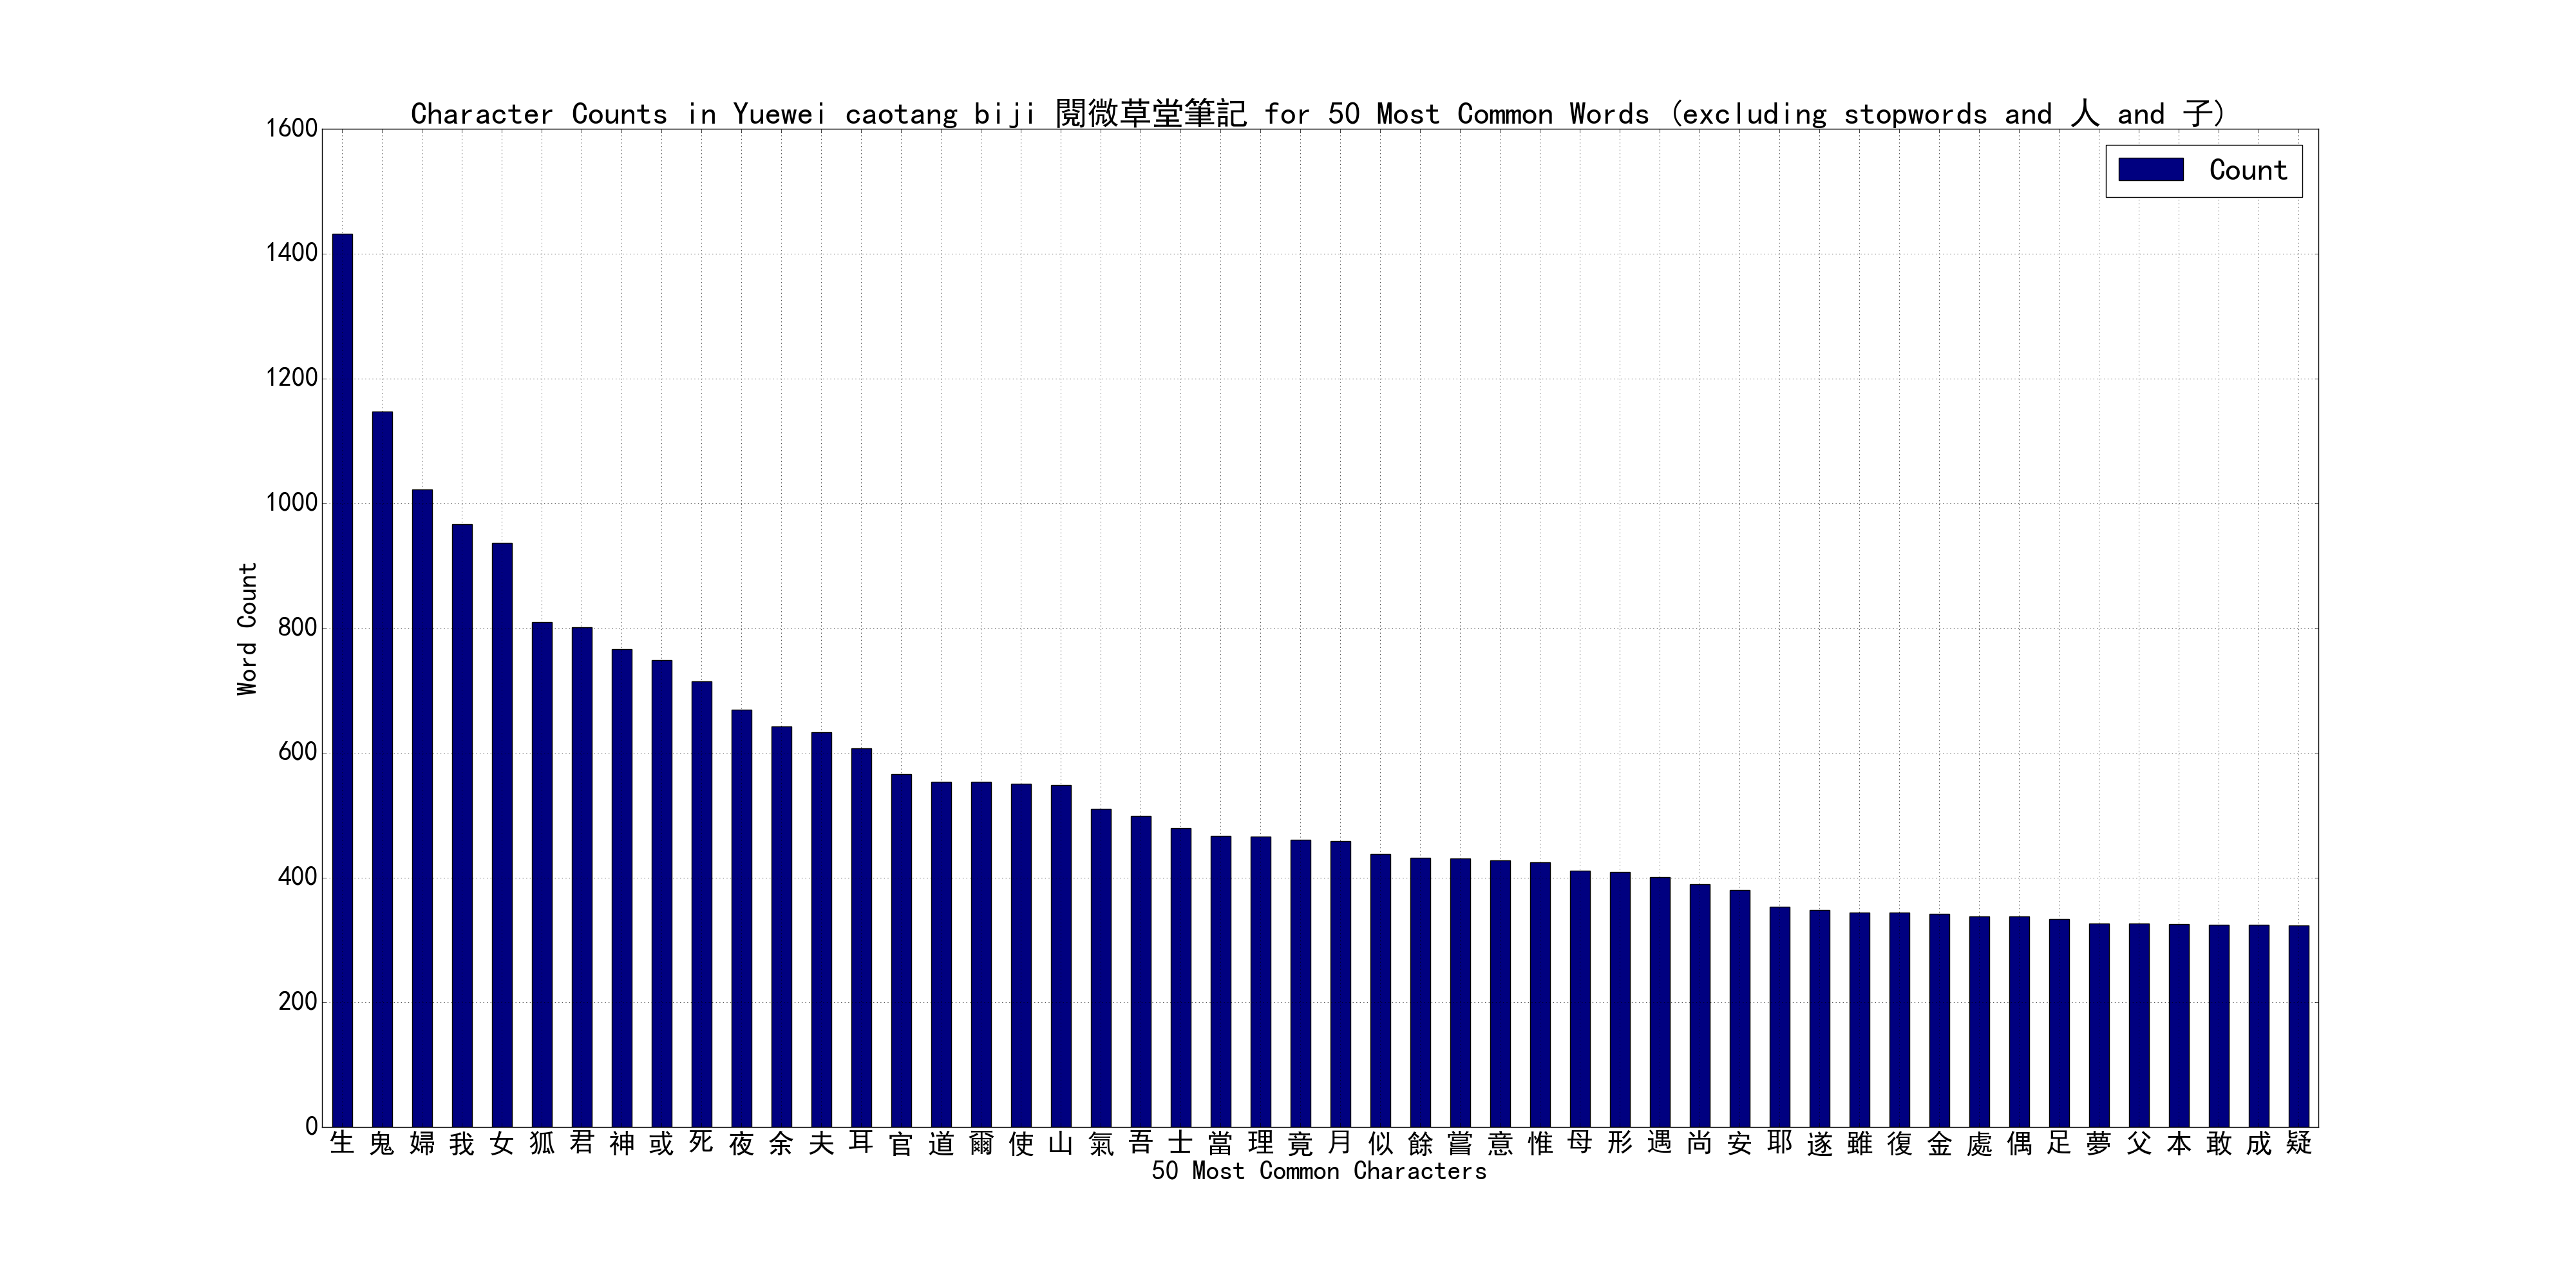 Character Counts in Yuewei caotang biji 閱微草堂筆記 for 50 Most Common Words (excluding stopwords and 人 and 子)
Count
1600
1400
1200
1000
800
600
400
200
0
Word Count
生 鬼 婦 我 女 狐 君 神 或 死 夜 余 夫 耳 官 道 爾 使 山 氣 吾 士 當 理 竟 月 似 餘 嘗 意 惟 母 形 遇 尚 安 耶 遂 雖 復 金 處 偶 足 夢 父 本 敢 成 疑
50 Most Common Characters